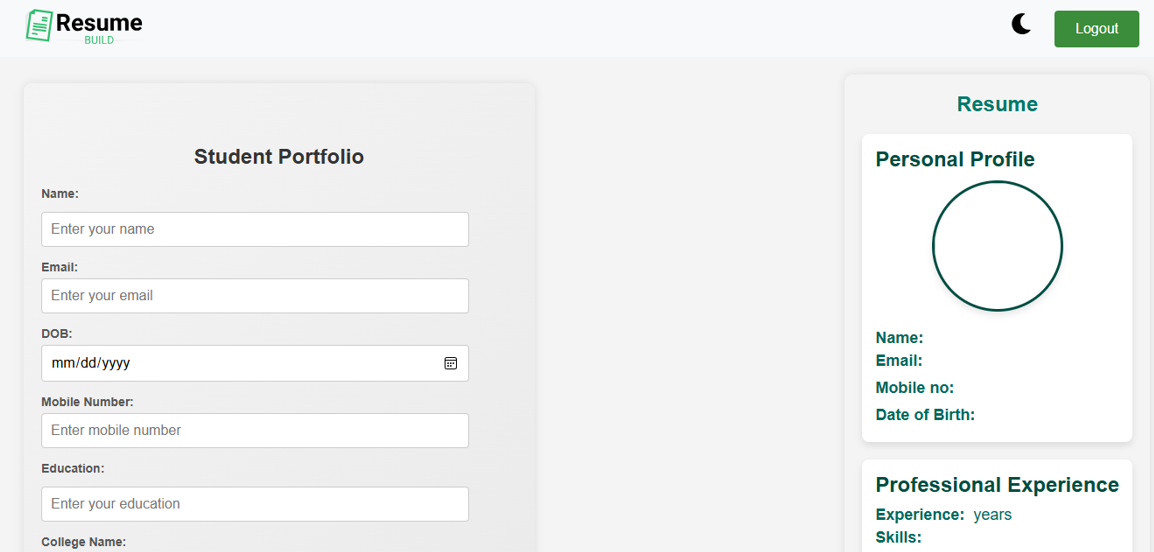 Resume
BUILD
Logout
Student Portfolio
Name:
Enter your name
Email:
Enter your email
DOB:
mm/dd/yyyy
Mobile Number:
Enter mobile number
Education:
Enter your education
College Name:
Resume
Personal Profile
Name:
Email:
Mobile no:
Date of Birth:
Professional Experience
Experience: years
Skills: